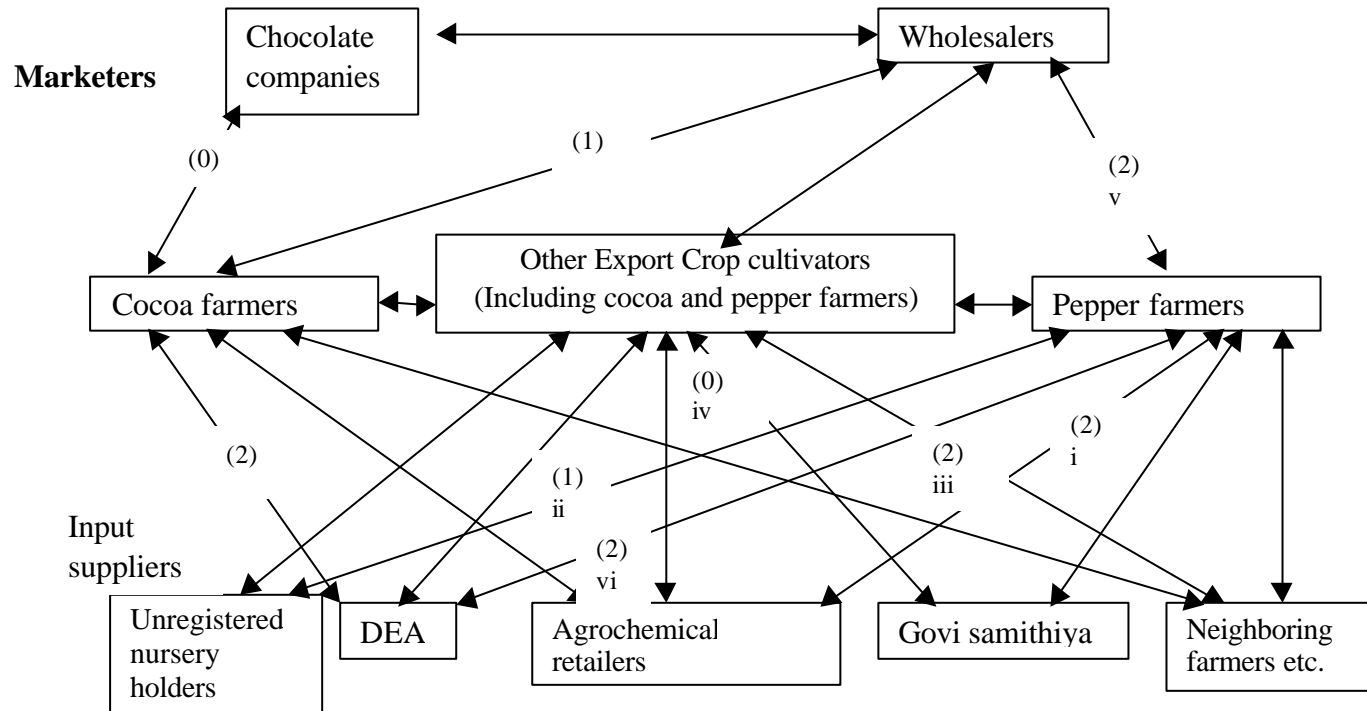 Chocolate
companies
Wholesalers
Marketers
(0)
(1)
(2)
v
Other Export Crop cultivators
(Including cocoa and pepper farmers)
Cocoa farmers
Pepper farmers
(0)
iv
(2)
(2)
iii
(2)
i
(1)
ii
Input
suppliers
(2)
vi
Unregistered
nursery
holders
DEA
Agrochemical
retailers
Govi samithiya
Neighboring
farmers etc.